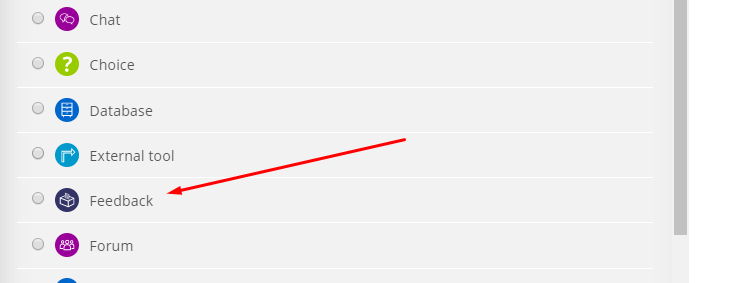 Chat
Choice
Database
External tool
Feedback
Forum